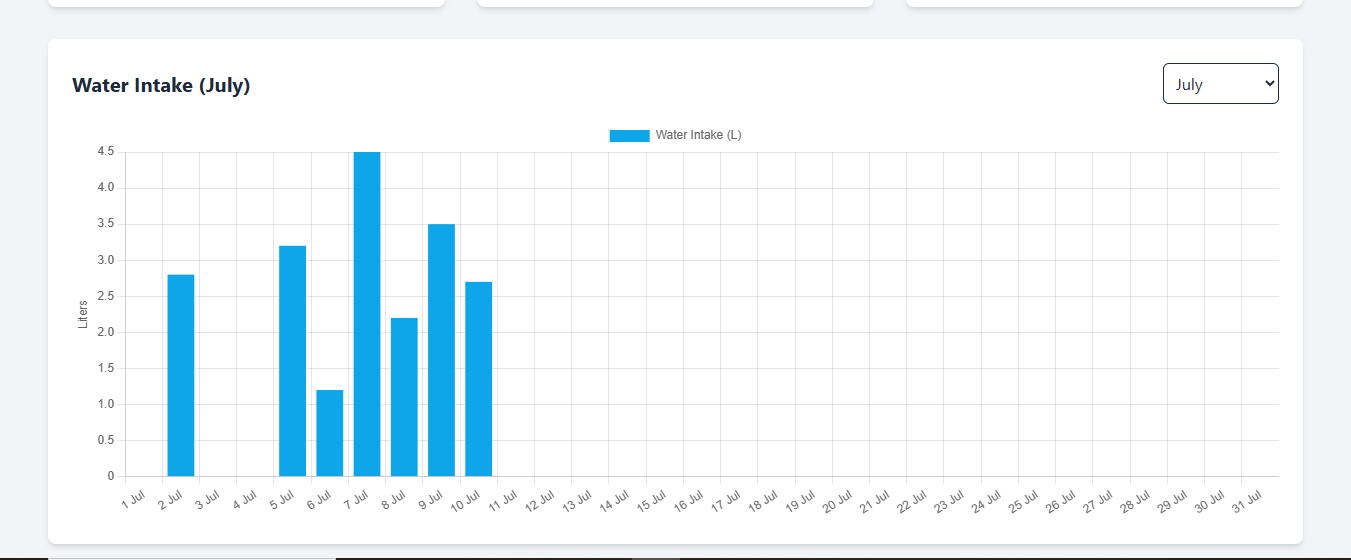 Water Intake (July)
July
Water Intake (L)
4.5
4.0
3.5
3.0
2.5
2.0
1.5
1.0
0.5
0
Liters
1 Jul 2 Jul 3 Jul 4 Jul 5 Jul 6 Jul 7 Jul 8 Jul 9 Jul 10 Jul 11 Jul 12 Jul 13 Jul 14 Jul 15 Jul 16 Jul 17 Jul 18 Jul 19 Jul 20 Jul 21 Jul 22 Jul 23 Jul 24 Jul 25 Jul 26 Jul 27 Jul 28 Jul 29 Jul 30 Jul 31 Jul